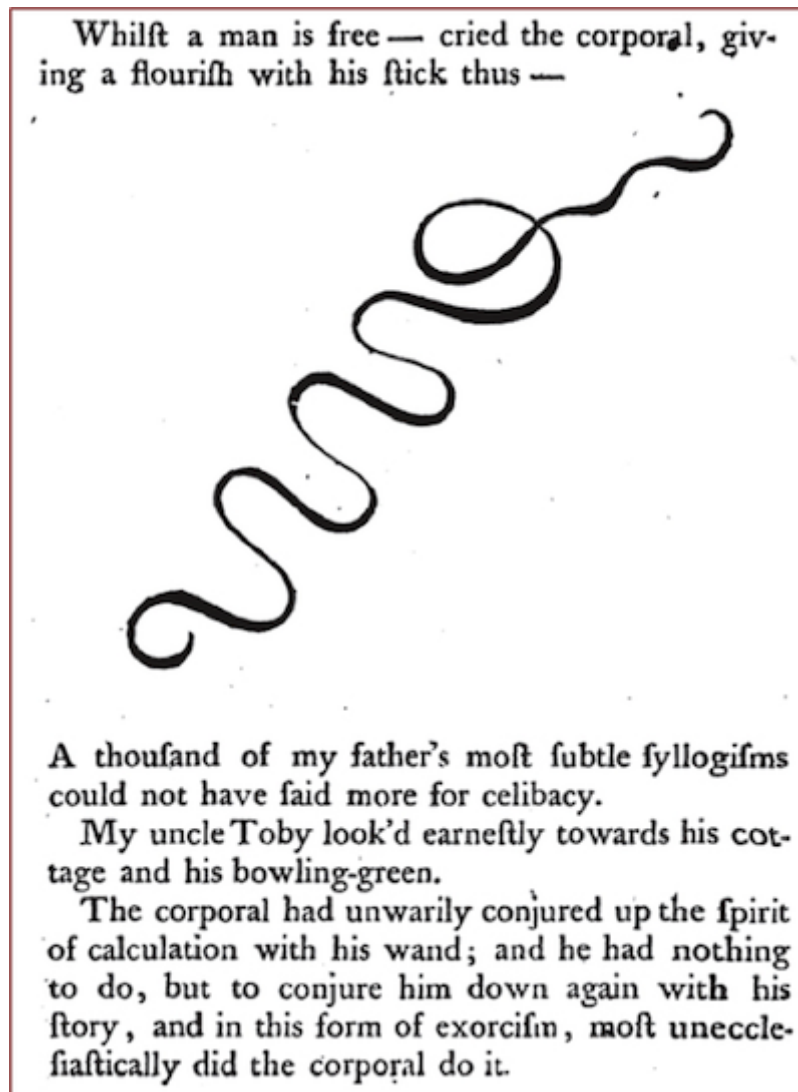 Whilſt a man is free — cried the corporal, giv-
ing a flouriſh with his ſtick thus —
A thouſand of my father's moſt ſubtle ſyllogiſms
could not have ſaid more for celibacy.
My uncle Toby look'd earneſtly towards his cot-
tage and his bowling-green.
The corporal had unwarily conjured up the ſpirit
of calculation with his wand; and he had nothing
to do, but to conjure him down again with his
ſtory, and in this form of exorciſm, moſt uneccle-
ſiaſtically did the corporal do it.